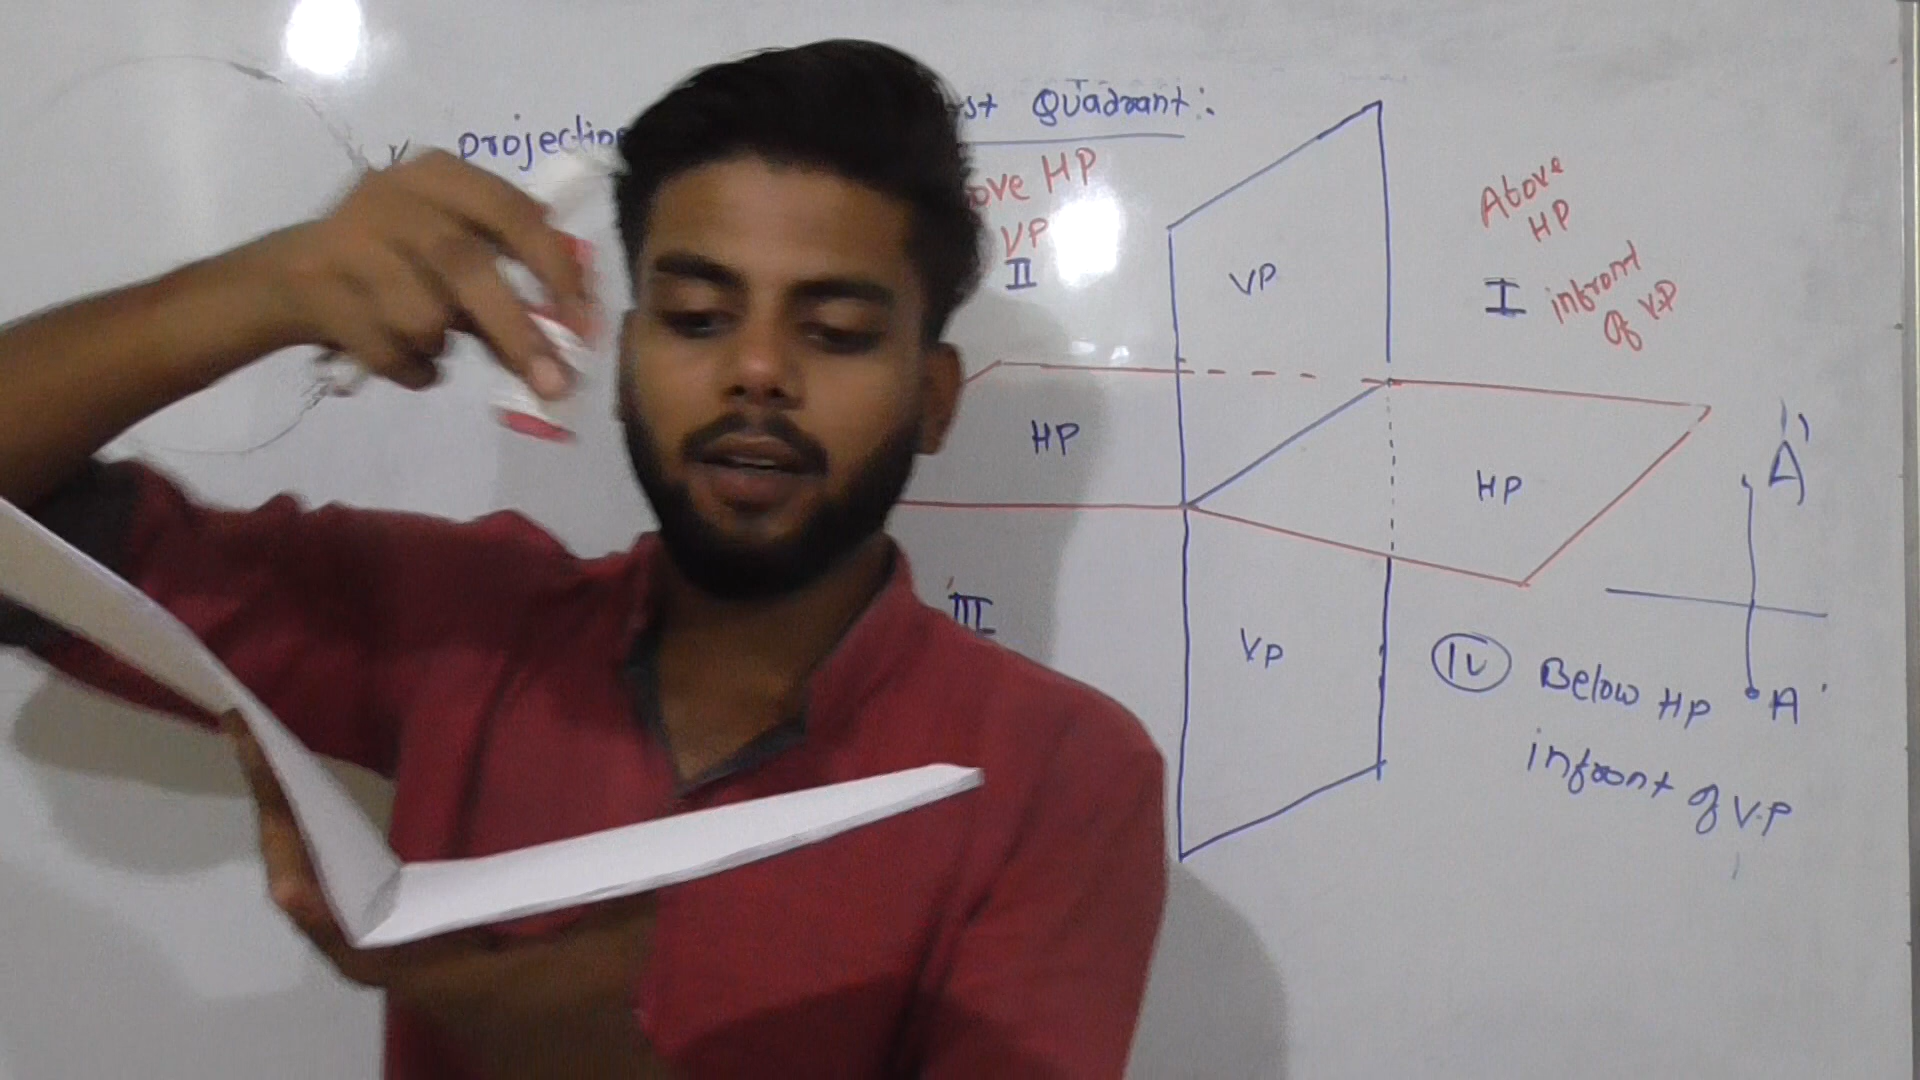 projection
st Quadrant:
ove HP
VP
II
VP
Above
HP
I
infront
of V.P
HP
HP
A'
III
VP
IV
Below HP
infront of V.P
A